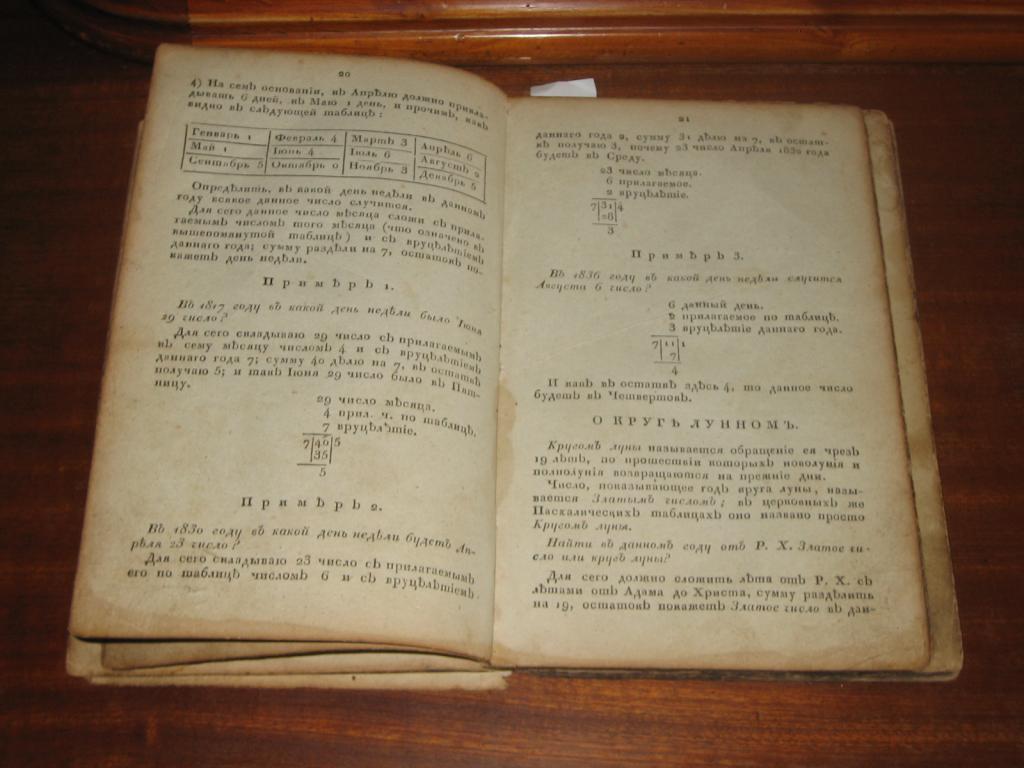 20
4) На семъ основаніи, въ Апрѣлю должно прикла-
дывать 6 дней, въ Маю 1 день, и прочимъ, какъ
видно въ слѣдующей таблицѣ:
Генварь 1 Февраль 4 Мартъ 3 Апрѣль 6
Май 1 Іюнь 4 Іюль 6 Августъ 2
Сентябрь 5 Октябрь 0 Ноябрь 3 Декабрь 5
Опредѣлить, въ какой день недѣли въ данномъ
году всякое данное число случится.
Для сего данное число мѣсяца сложи съ прила-
гаемымъ числомъ того мѣсяца (что означено въ
вышепомянутой таблицѣ) и съ вруцѣлѣтіемъ
даннаго года; сумму раздѣли на 7, остатокъ по-
кажетъ день недѣли.
Примѣръ 1.
Въ 1817 году въ какой день недѣли было Іюня
29 число?
Для сего складываю 29 число съ прилагаемымъ
къ сему мѣсяцу числомъ 4 и съ вруцѣлѣтіемъ
даннаго года 7; сумму 40 дѣлю на 7, въ остаткѣ
получаю 5; и такъ Іюня 29 число было въ Пят-
ницу.
29 число мѣсяца.
4 прил. ч. по таблицѣ.
7 вруцѣлѣтіе.
7|40|5
|35|
5
Примѣръ 2.
Въ 1830 году въ какой день недѣли будетъ Ап-
рѣля 23 число?
Для сего складываю 23 число съ прилагаемымъ
его по таблицѣ числомъ 6 и съ вруцѣлѣтіемъ
21
даннаго года 2, сумму 31 дѣлю на 7, въ остат-
кѣ получаю 3, почему 23 число Апрѣля 1830 года
будетъ въ Среду.
23 число мѣсяца.
6 прилагаемое.
2 вруцѣлѣтіе.
7|31|4
28|
3
Примѣръ 3.
Въ 1836 году въ какой день недѣли случится
Августа 6 число?
6 данный день.
2 прилагаемое по таблицѣ.
3 вруцѣлѣтіе даннаго года.
7|11|1
7|
4
И какъ въ остаткѣ здѣсь 4, то данное число
будетъ въ Четвертокъ.
О КРУГѢ ЛУННОМЪ.
Кругомъ луны называется обращеніе ея чрезъ
19 лѣтъ, по прошествіи которыхъ новолунія и
полнолунія возвращаются на прежніе дни.
Число, показывающее годъ круга луны, назы-
вается Златымъ числомъ; въ церковныхъ же
Пасхалическихъ таблицахъ оно названо просто
Кругомъ луны.
Найти въ данномъ году отъ Р. Х. Златое чи-
сло или кругъ луны?
Для сего должно сложить лѣта отъ Р. Х. съ
лѣтами отъ Адама до Христа, сумму раздѣлить
на 19, остатокъ покажетъ Златое число въ дан-